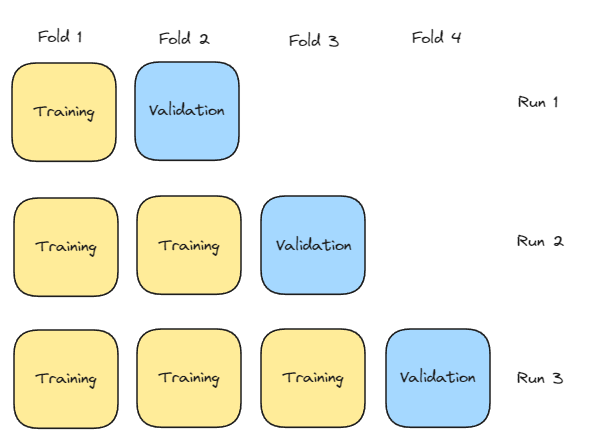 Fold 1 Fold 2 Fold 3 Fold 4
Training Validation Run 1
Training Training Validation Run 2
Training Training Training Validation Run 3